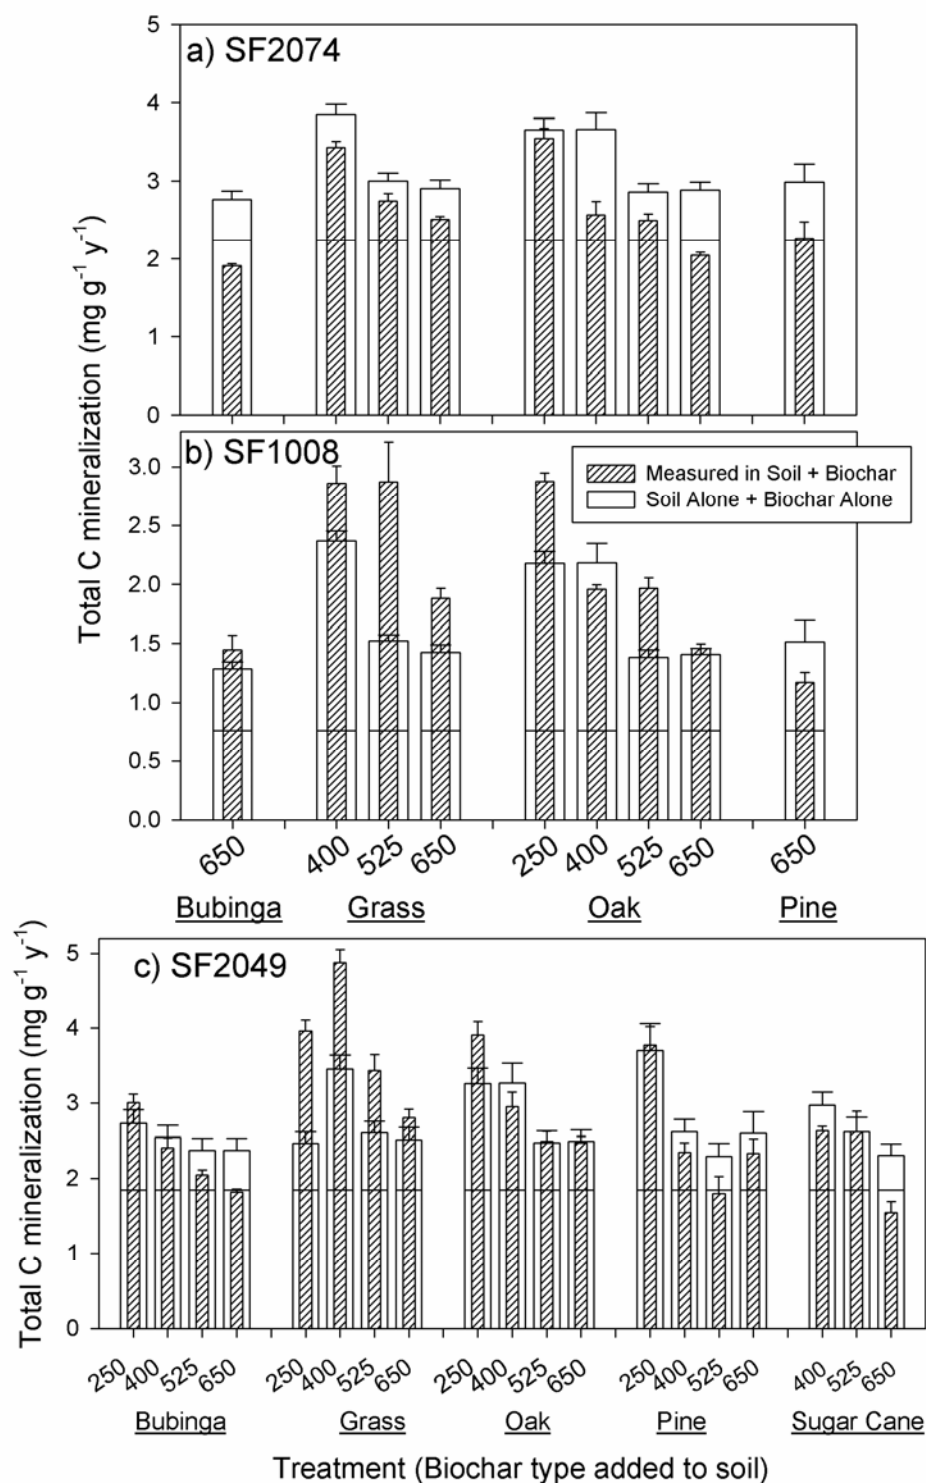 5
a) SF2074
4
3
2
1
0
Total C mineralization (mg g⁻¹ y⁻¹)
b) SF1008
3.0
2.5
2.0
1.5
1.0
0.5
0.0
Measured in Soil + Biochar
Soil Alone + Biochar Alone
650 400 525 650 250 400 525 650 650
Bubinga Grass Oak Pine
c) SF2049
5
4
3
2
1
0
Total C mineralization (mg g⁻¹ y⁻¹)
250 400 525 650 250 400 525 650 250 400 525 650 250 400 525 650 400 525 650
Bubinga Grass Oak Pine Sugar Cane
Treatment (Biochar type added to soil)